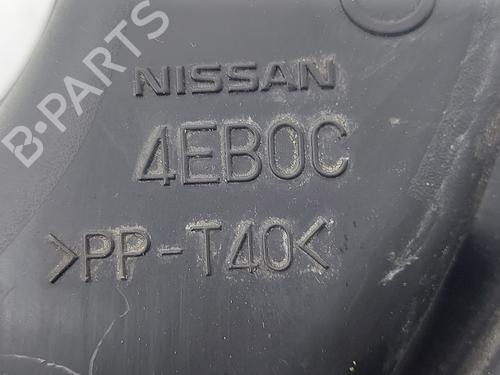 B-PARTS
NISSAN
4EB0C
>PP-T40<